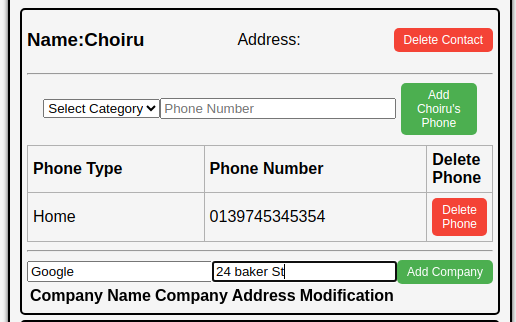 Name:Choiru Address: Delete Contact
Select Category Phone Number Add
Choiru's
Phone
Phone Type Phone Number Delete
Phone
Home 0139745345354 Delete
Phone
Google 24 baker St Add Company
Company Name Company Address Modification